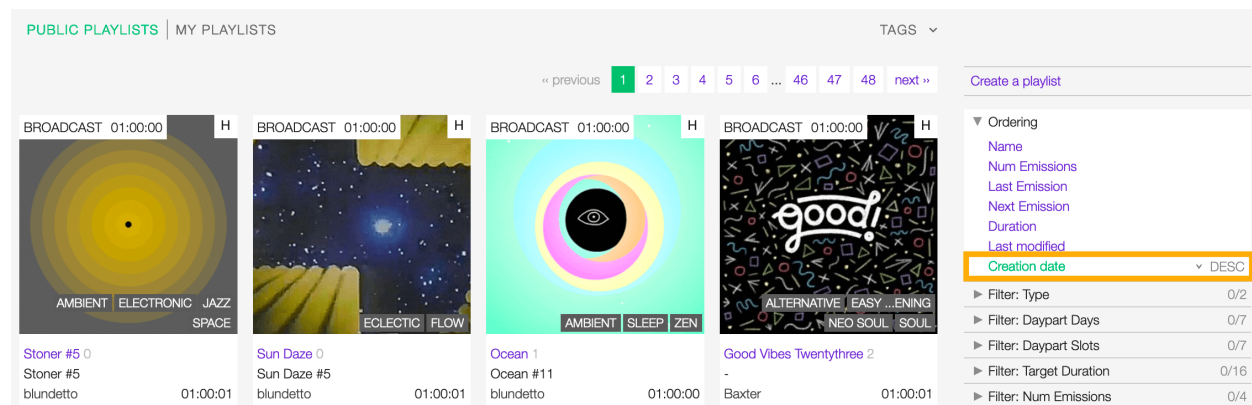 PUBLIC PLAYLISTS MY PLAYLISTS TAGS
‹‹ previous 1 2 3 4 5 6 ... 46 47 48 next ››
BROADCAST 01:00:00 H
AMBIENT ELECTRONIC JAZZ
SPACE
Stoner #5 0
Stoner #5
blundetto 01:00:01
BROADCAST 01:00:00 H
ECLECTIC FLOW
Sun Daze 0
Sun Daze #5
blundetto 01:00:01
BROADCAST 01:00:00 H
AMBIENT SLEEP ZEN
Ocean 1
Ocean #11
blundetto 01:00:00
BROADCAST 01:00:00 H
good!
ALTERNATIVE EASY ...ENING
NEO SOUL SOUL
Good Vibes Twentythree 2
-
Baxter 01:00:01
Create a playlist
Ordering
Name
Num Emissions
Last Emission
Next Emission
Duration
Last modified
Creation date DESC
Filter: Type 0/2
Filter: Daypart Days 0/7
Filter: Daypart Slots 0/7
Filter: Target Duration 0/16
Filter: Num Emissions 0/4